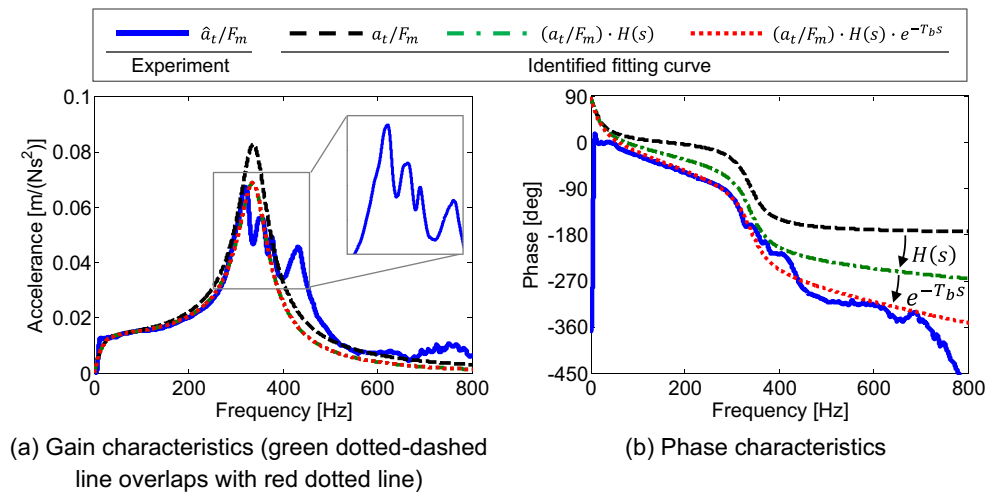 â_t/F_m   a_t/F_m   (a_t/F_m)·H(s)   (a_t/F_m)·H(s)·e^{-T_b s}
Experiment   Identified fitting curve
Accelerance [m/(Ns²)]
0.1
0.08
0.06
0.04
0.02
0
0 200 400 600 800
Frequency [Hz]
(a) Gain characteristics (green dotted-dashed
line overlaps with red dotted line)
Phase [deg]
90
0
-90
-180
-270
-360
-450
H(s)
e^{-T_b s}
0 200 400 600 800
Frequency [Hz]
(b) Phase characteristics